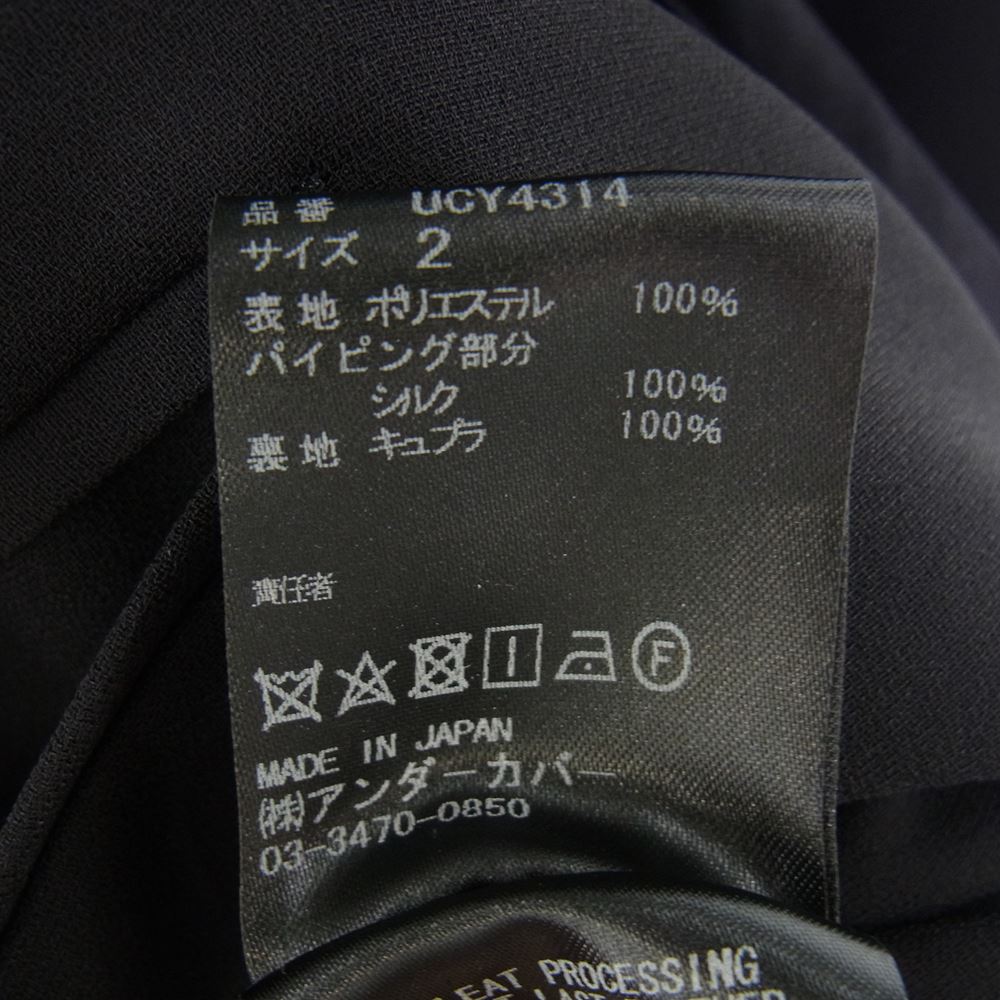 品番 UCY4314
サイズ 2
表地 ポリエステル 100%
パイピング部分
シルク 100%
裏地 キュプラ 100%
責任者
F
MADE IN JAPAN
(株)アンダーカバー
03-3470-0850
PROCESSING
LAST